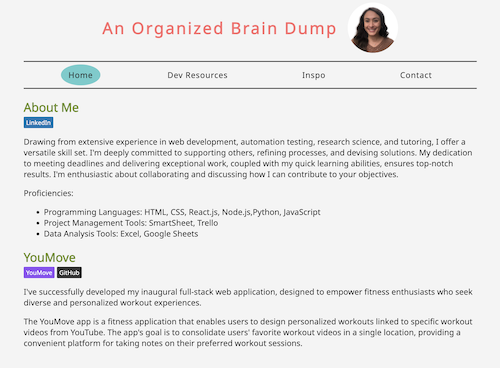 An Organized Brain Dump
Home Dev Resources Inspo Contact
About Me
LinkedIn
Drawing from extensive experience in web development, automation testing, research science, and tutoring, I offer a
versatile skill set. I'm deeply committed to supporting others, refining processes, and devising solutions. My dedication
to meeting deadlines and delivering exceptional work, coupled with my quick learning abilities, ensures top-notch
results. I'm enthusiastic about collaborating and discussing how I can contribute to your objectives.
Proficiencies:
• Programming Languages: HTML, CSS, React.js, Node.js,Python, JavaScript
• Project Management Tools: SmartSheet, Trello
• Data Analysis Tools: Excel, Google Sheets
YouMove
YouMove GitHub
I've successfully developed my inaugural full-stack web application, designed to empower fitness enthusiasts who seek
diverse and personalized workout experiences.
The YouMove app is a fitness application that enables users to design personalized workouts linked to specific workout
videos from YouTube. The app's goal is to consolidate users' favorite workout videos in a single location, providing a
convenient platform for taking notes on their preferred workout sessions.